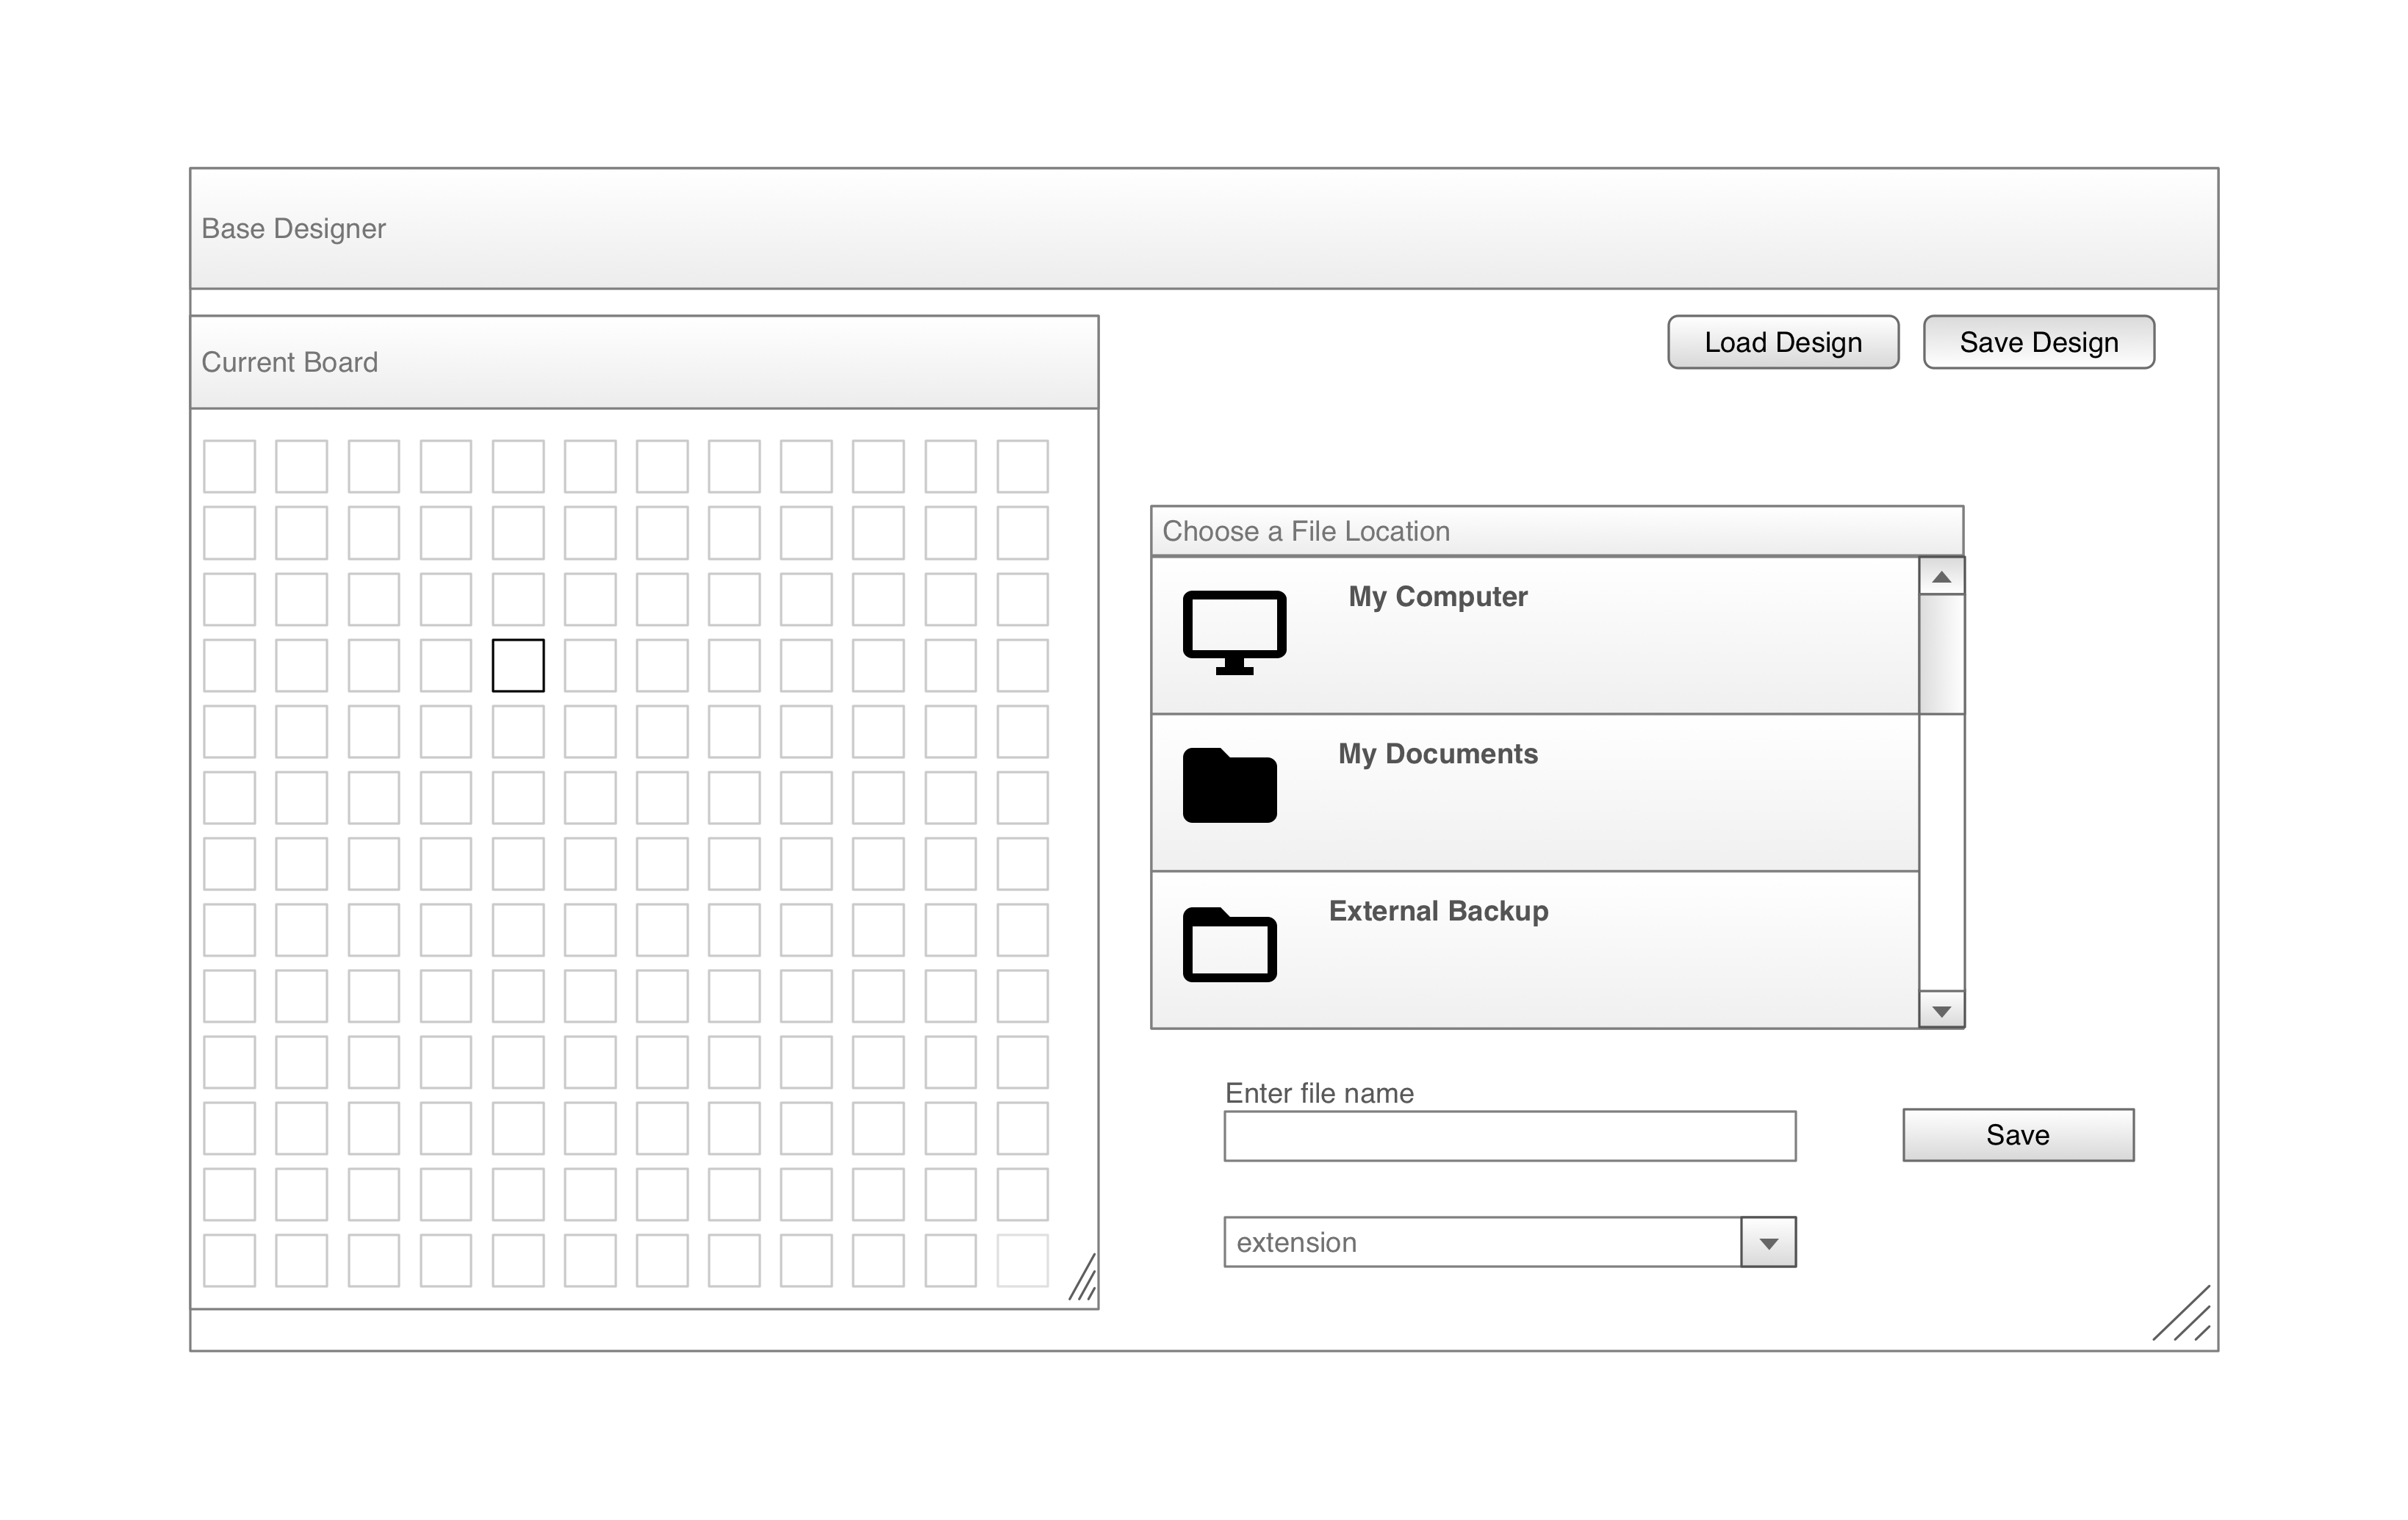 Base Designer
Current Board
Load Design
Save Design
Choose a File Location
My Computer
My Documents
External Backup
Enter file name
Save
extension